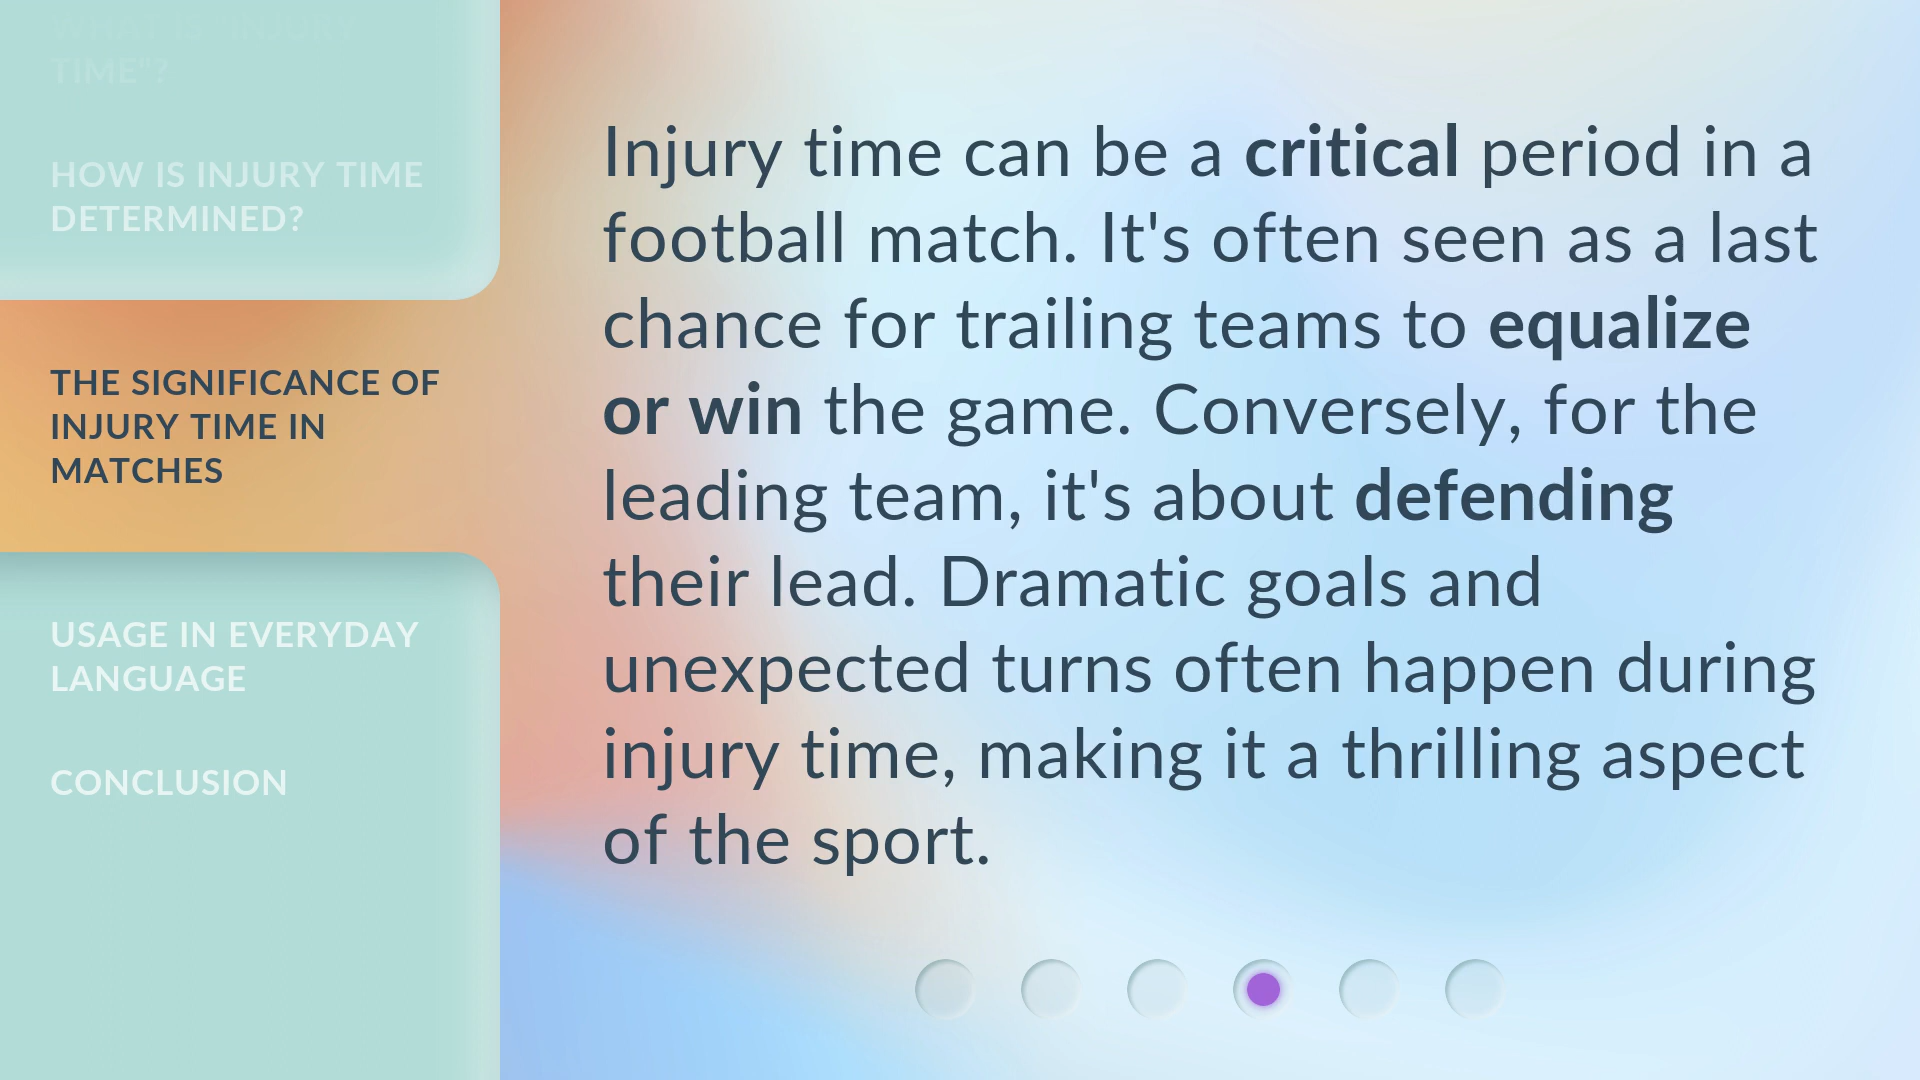 WHAT IS "INJURY
TIME"?
HOW IS INJURY TIME
DETERMINED?
THE SIGNIFICANCE OF
INJURY TIME IN
MATCHES
USAGE IN EVERYDAY
LANGUAGE
CONCLUSION
Injury time can be a critical period in a
football match. It's often seen as a last
chance for trailing teams to equalize
or win the game. Conversely, for the
leading team, it's about defending
their lead. Dramatic goals and
unexpected turns often happen during
injury time, making it a thrilling aspect
of the sport.